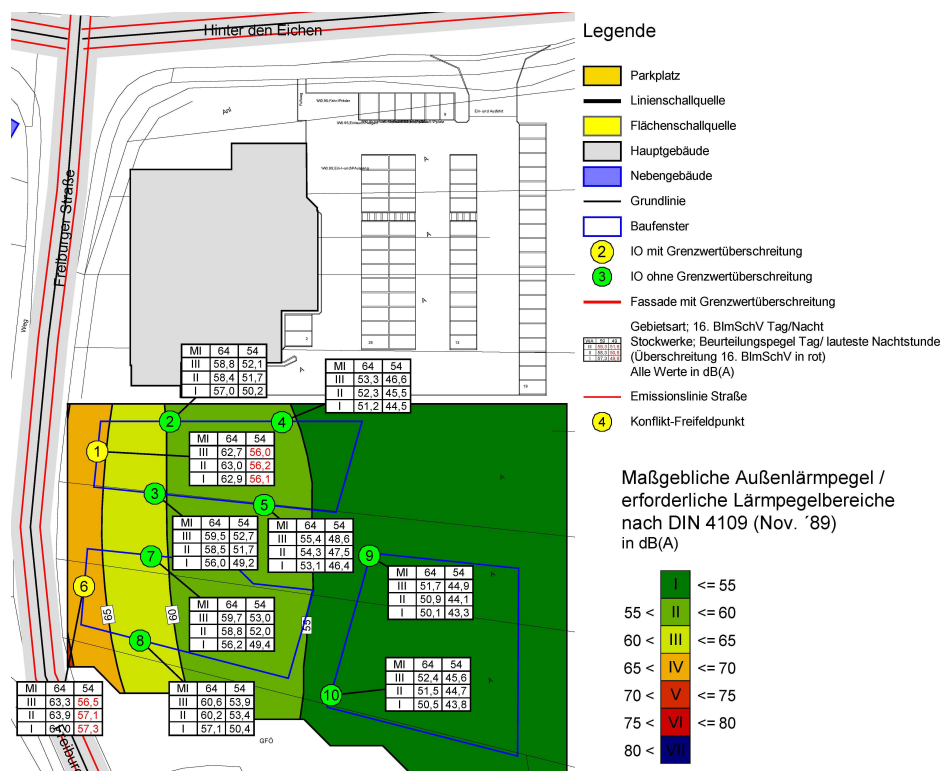 Hinter den Eichen
Freiburger Straße
Weg
Ein- und Ausfahrt
A
A
A
A
A
A
A
2
26
13
19
MI 64 54
III 58,8 52,1
II 58,4 51,7
I 57,0 50,2
MI 64 54
III 53,3 46,6
II 52,3 45,5
I 51,2 44,5
2
4
1
MI 64 54
III 62,7 56,0
II 63,0 56,2
I 62,9 56,1
3
5
MI 64 54
III 59,5 52,7
II 58,5 51,7
I 56,0 49,2
MI 64 54
III 55,4 48,6
II 54,3 47,5
I 53,1 46,4
7
9
MI 64 54
III 51,7 44,9
II 50,9 44,1
I 50,1 43,3
6
65
60
55
MI 64 54
III 59,7 53,0
II 58,8 52,0
I 56,2 49,4
8
10
MI 64 54
III 52,4 45,6
II 51,5 44,7
I 50,5 43,8
MI 64 54
III 63,3 56,5
II 63,9 57,1
I 57,3
MI 64 54
III 60,6 53,9
II 60,2 53,4
I 57,1 50,4
GFÖ
Legende
Parkplatz
Linienschallquelle
Flächenschallquelle
Hauptgebäude
Nebengebäude
Grundlinie
Baufenster
2 IO mit Grenzwertüberschreitung
3 IO ohne Grenzwertüberschreitung
Fassade mit Grenzwertüberschreitung
Gebietsart; 16. BImSchV Tag/Nacht
Stockwerke; Beurteilungspegel Tag/ lauteste Nachtstunde
(Überschreitung 16. BImSchV in rot)
Alle Werte in dB(A)
Emissionslinie Straße
4 Konflikt-Freifeldpunkt
Maßgebliche Außenlärmpegel /
erforderliche Lärmpegelbereiche
nach DIN 4109 (Nov. ´89)
in dB(A)
I <= 55
55 < II <= 60
60 < III <= 65
65 < IV <= 70
70 < V <= 75
75 < VI <= 80
80 < VII